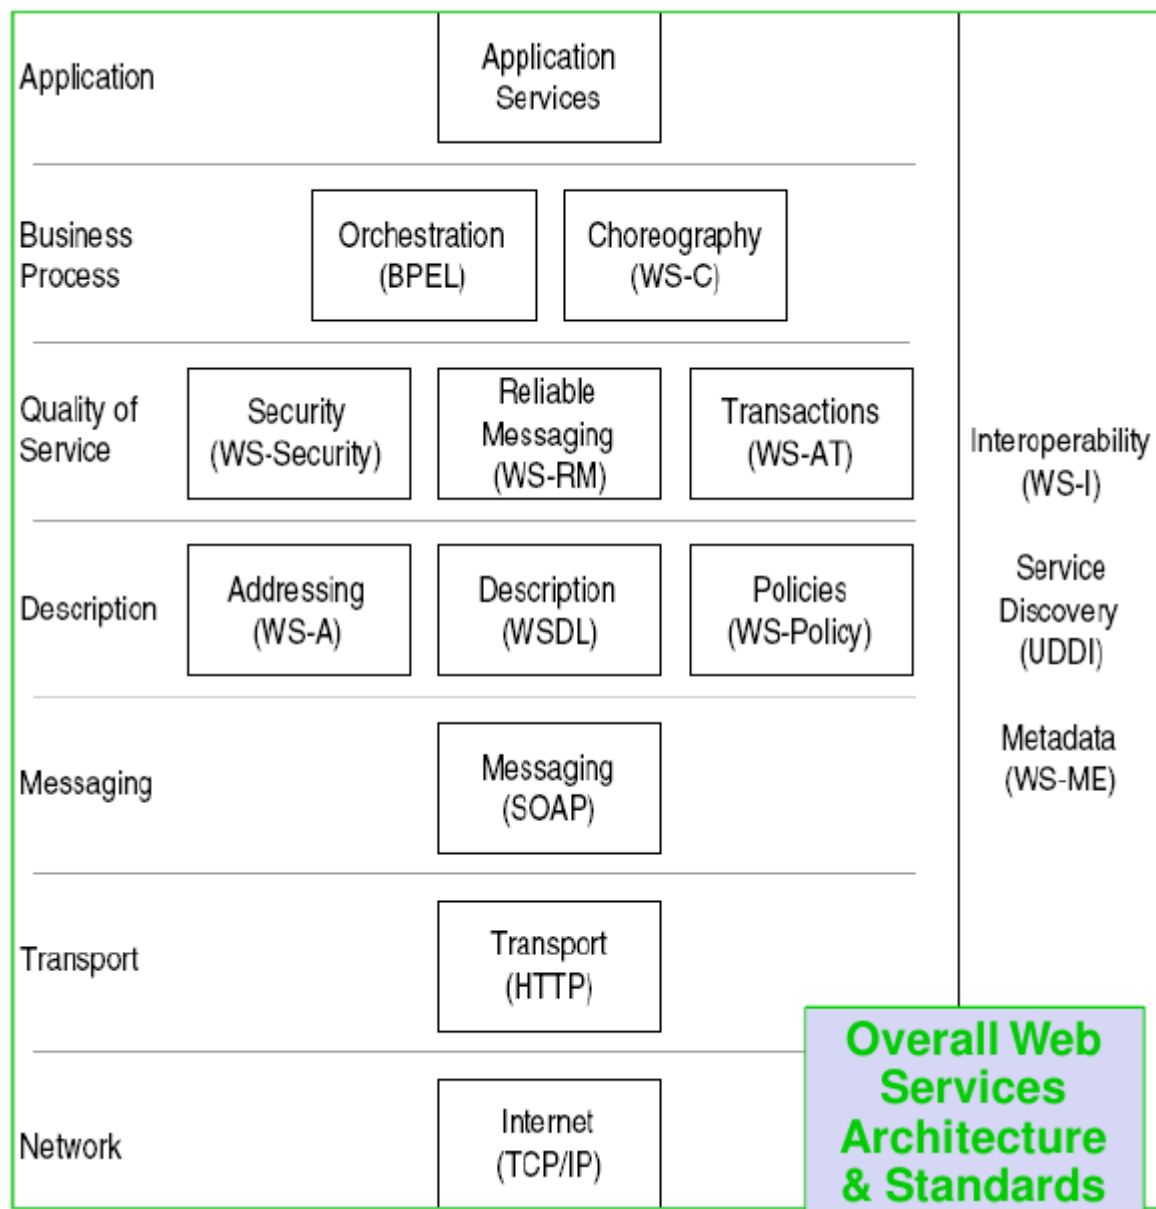 Application
Application
Services
Business
Process
Orchestration
(BPEL)
Choreography
(WS-C)
Quality of
Service
Security
(WS-Security)
Reliable
Messaging
(WS-RM)
Transactions
(WS-AT)
Description
Addressing
(WS-A)
Description
(WSDL)
Policies
(WS-Policy)
Messaging
Messaging
(SOAP)
Transport
Transport
(HTTP)
Network
Internet
(TCP/IP)
Interoperability
(WS-I)
Service
Discovery
(UDDI)
Metadata
(WS-ME)
Overall Web
Services
Architecture
& Standards